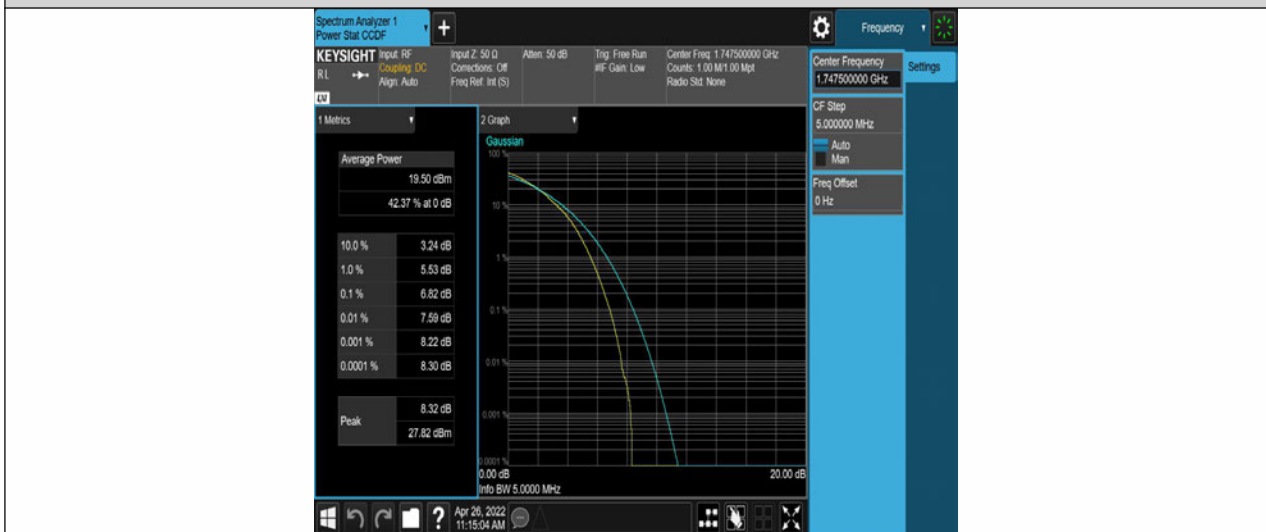 Spectrum Analyzer 1
Power Stat CCDF
Frequency
KEYSIGHT
RL
Input: RF
Coupling: DC
Align: Auto
Input Z: 50 Ω
Corrections: Off
Freq Ref: Int (S)
Atten: 50 dB
Trig: Free Run
#IF Gain: Low
Center Freq: 1.747500000 GHz
Counts: 1.00 M/1.00 Mpt
Radio Std: None
Center Frequency
1.747500000 GHz
Settings
CF Step
5.000000 MHz
Auto
Man
Freq Offset
0 Hz
1 Metrics
Average Power
19.50 dBm
42.37 % at 0 dB
10.0 % 3.24 dB
1.0 % 5.53 dB
0.1 % 6.82 dB
0.01 % 7.59 dB
0.001 % 8.22 dB
0.0001 % 8.30 dB
Peak
8.32 dB
27.82 dBm
2 Graph
Gaussian
100 %
10 %
1 %
0.1 %
0.01 %
0.001 %
0.0001 %
0.00 dB
20.00 dB
Info BW 5.0000 MHz
?
Apr 26, 2022
11:15:04 AM